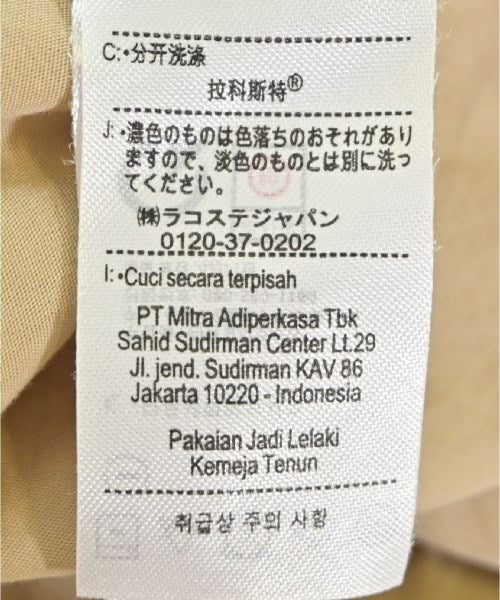 C:•分开洗涤
拉科斯特®
J:•濃色のものは色落ちのおそれがあり
ますので、淡色のものとは別に洗っ
てください。
㈱ラコステジャパン
0120-37-0202
I:•Cuci secara terpisah
PT Mitra Adiperkasa Tbk
Sahid Sudirman Center Lt.29
Jl. jend. Sudirman KAV 86
Jakarta 10220 - Indonesia
Pakaian Jadi Lelaki
Kemeja Tenun
취급상 주의 사항